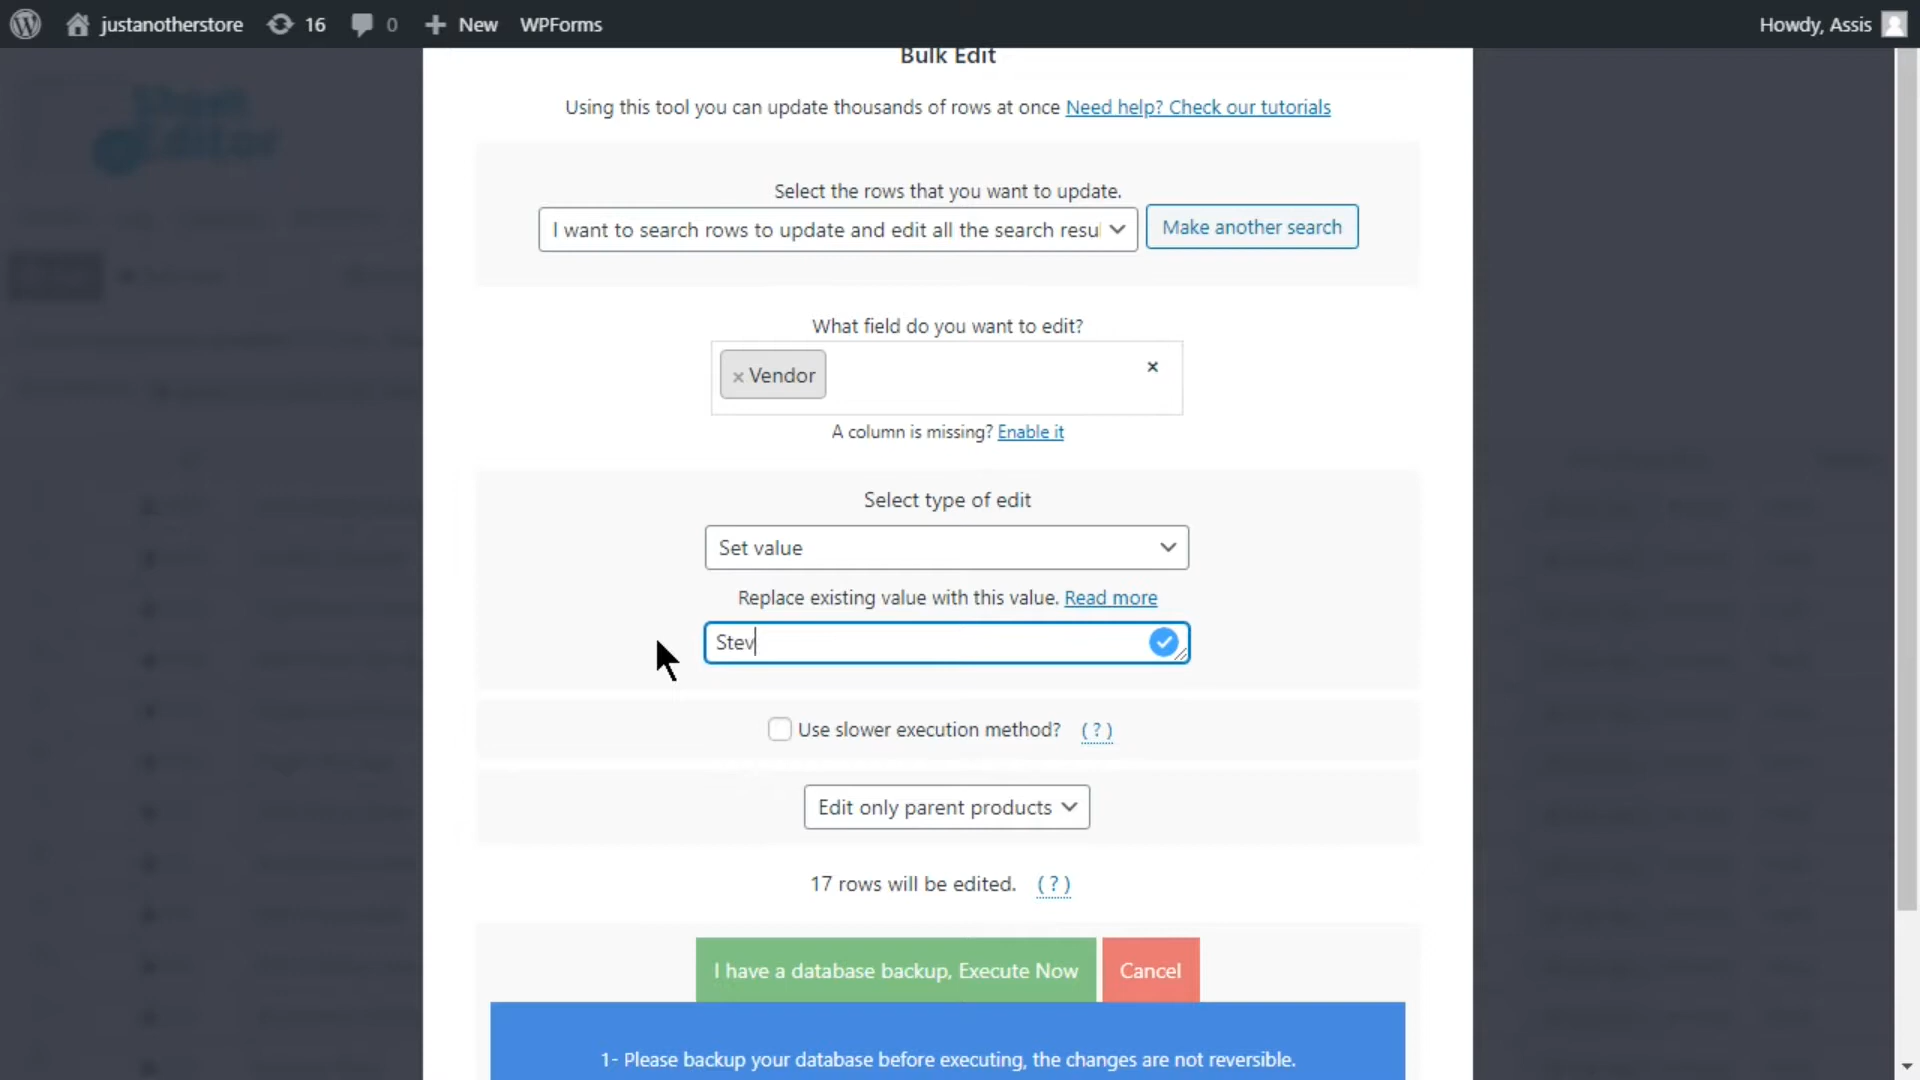 justanotherstore 16 0 New WPForms Howdy, Assis
Bulk Edit
Using this tool you can update thousands of rows at once Need help? Check our tutorials
Select the rows that you want to update.
I want to search rows to update and edit all the search resul Make another search
What field do you want to edit?
× Vendor ×
A column is missing? Enable it
Select type of edit
Set value
Replace existing value with this value. Read more
Stev
Use slower execution method? (?)
Edit only parent products
17 rows will be edited. (?)
I have a database backup, Execute Now Cancel
1- Please backup your database before executing, the changes are not reversible.
Sheet
Editor